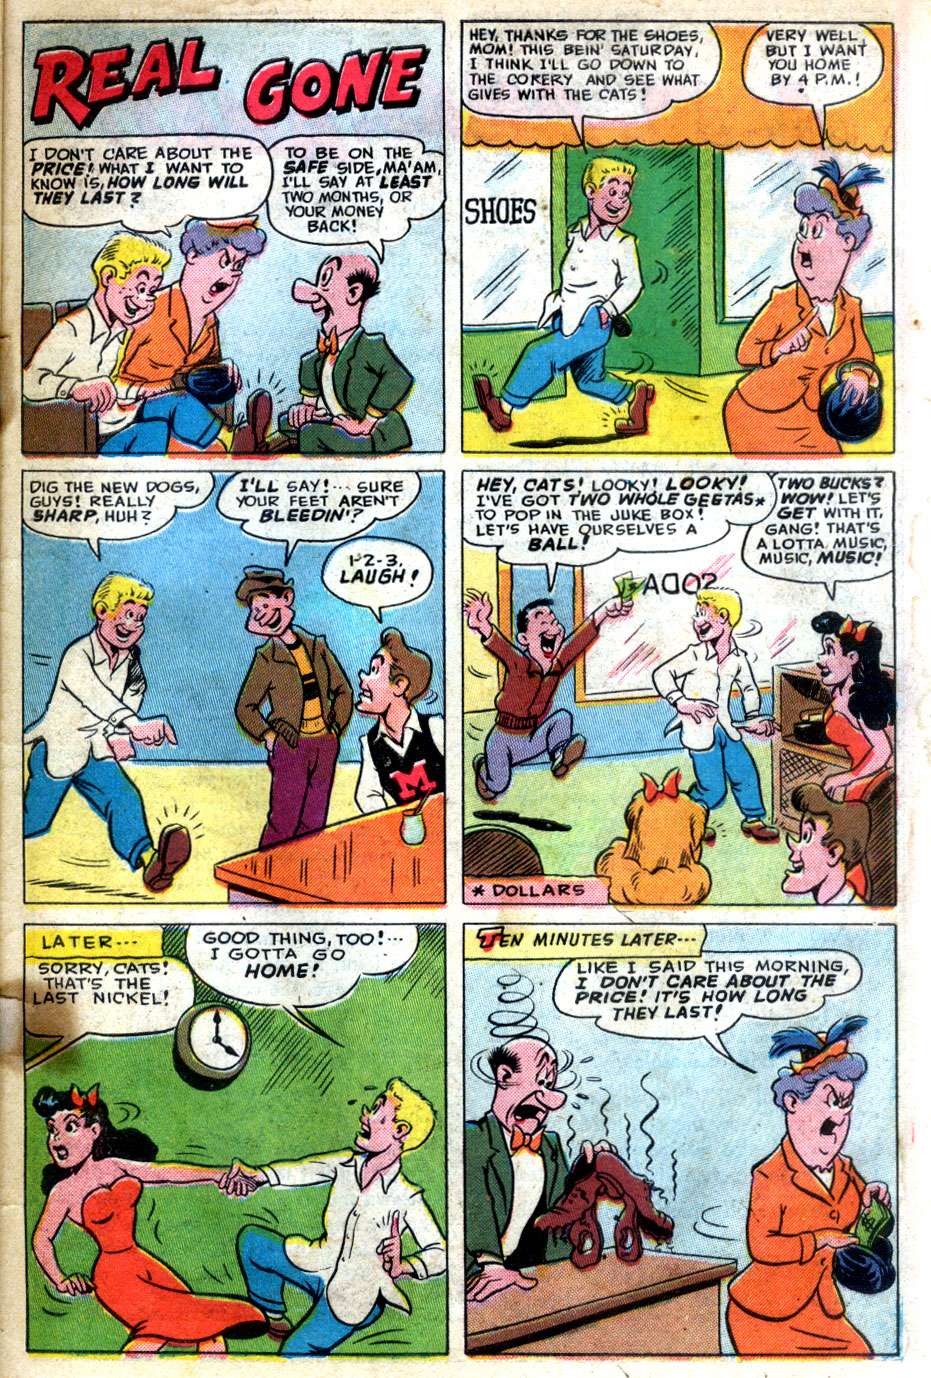 REAL GONE
I DON'T CARE ABOUT THE
PRICE! WHAT I WANT TO
KNOW IS, HOW LONG WILL
THEY LAST?
TO BE ON THE
SAFE SIDE, MA'AM,
I'LL SAY AT LEAST
TWO MONTHS, OR
YOUR MONEY
BACK!
HEY, THANKS FOR THE SHOES,
MOM! THIS BEIN' SATURDAY,
I THINK I'LL GO DOWN TO
THE COKERY AND SEE WHAT
GIVES WITH THE CATS!
VERY WELL,
BUT I WANT
YOU HOME
BY 4 P.M.!
SHOES
DIG THE NEW DOGS,
GUYS! REALLY
SHARP, HUH?
I'LL SAY!... SURE
YOUR FEET AREN'T
BLEEDIN'?
1-2-3,
LAUGH!
M
HEY, CATS! LOOKY! LOOKY!
I'VE GOT TWO WHOLE GEETAS*
TO POP IN THE JUKE BOX!
LET'S HAVE OURSELVES A
BALL!
TWO BUCKS?
WOW! LET'S
GET WITH IT,
GANG! THAT'S
A LOTTA MUSIC,
MUSIC, MUSIC!
SODA
* DOLLARS
LATER---
SORRY, CATS!
THAT'S THE
LAST NICKEL!
GOOD THING, TOO!...
I GOTTA GO
HOME!
TEN MINUTES LATER---
LIKE I SAID THIS MORNING,
I DON'T CARE ABOUT THE
PRICE! IT'S HOW LONG
THEY LAST!